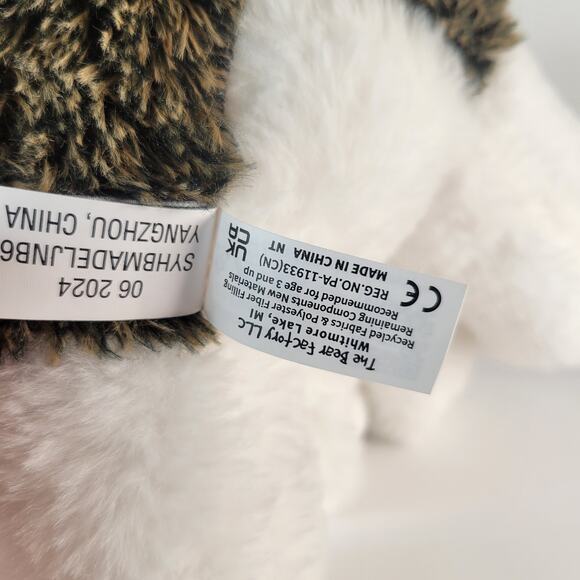 The Bear Factory LLC
Whitmore Lake, MI
Recycled Fabrics & Polyester Fiber Filling
Remaining Components New Materials
Recommended for age 3 and up
REG.NO.PA-11933(CN)
MADE IN CHINA NT
CE
UK
CA
06 2024
SYHBMADELJNB6
YANGZHOU, CHINA